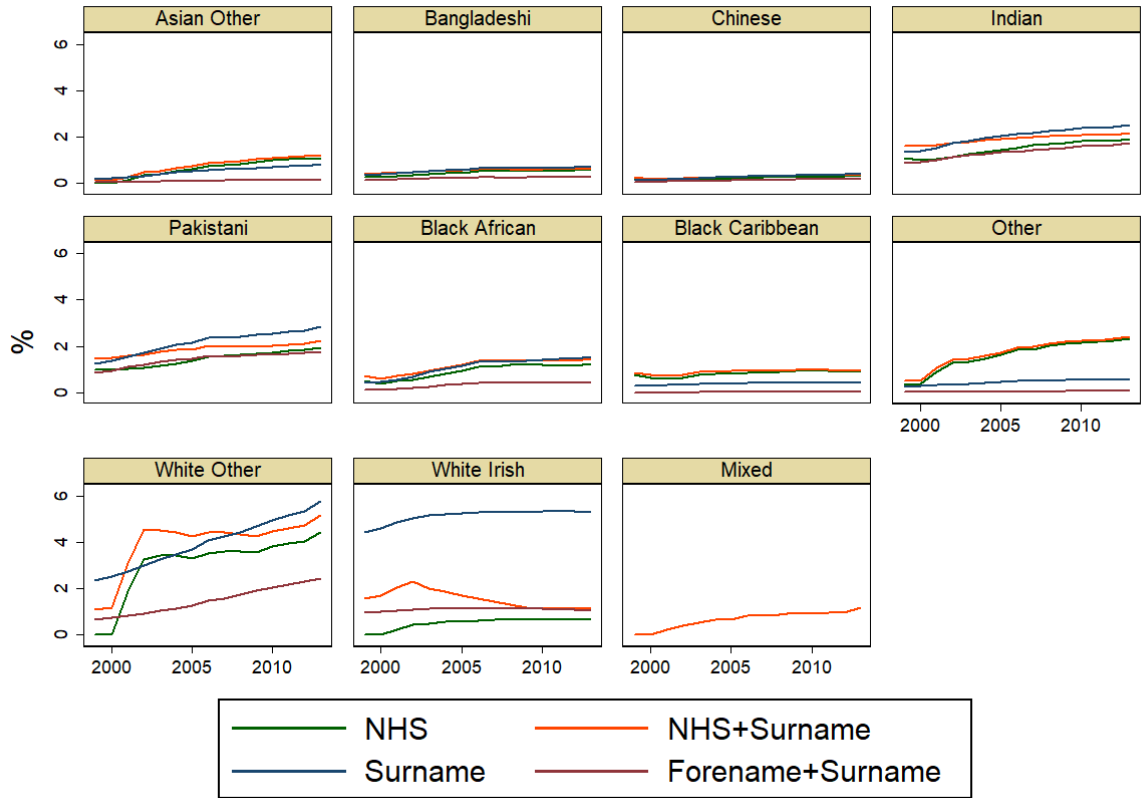 Asian Other Bangladeshi Chinese Indian
6
4
2
0
Pakistani Black African Black Caribbean Other
6
4
2
0
%
2000 2005 2010
White Other White Irish Mixed
6
4
2
0
2000 2005 2010 2000 2005 2010 2000 2005 2010
NHS NHS+Surname
Surname Forename+Surname